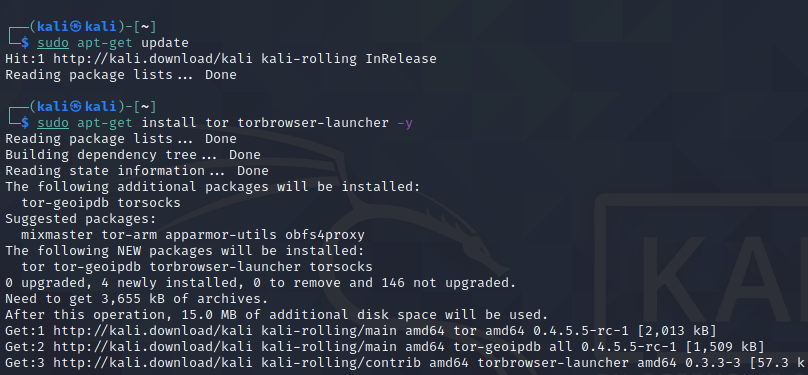 ┌──(kali㉿kali)-[~]
└─$ sudo apt-get update
Hit:1 http://kali.download/kali kali-rolling InRelease
Reading package lists... Done
┌──(kali㉿kali)-[~]
└─$ sudo apt-get install tor torbrowser-launcher -y
Reading package lists... Done
Building dependency tree... Done
Reading state information... Done
The following additional packages will be installed:
  tor-geoipdb torsocks
Suggested packages:
  mixmaster tor-arm apparmor-utils obfs4proxy
The following NEW packages will be installed:
  tor tor-geoipdb torbrowser-launcher torsocks
0 upgraded, 4 newly installed, 0 to remove and 146 not upgraded.
Need to get 3,655 kB of archives.
After this operation, 15.0 MB of additional disk space will be used.
Get:1 http://kali.download/kali kali-rolling/main amd64 tor amd64 0.4.5.5-rc-1 [2,013 kB]
Get:2 http://kali.download/kali kali-rolling/main amd64 tor-geoipdb all 0.4.5.5-rc-1 [1,509 kB]
Get:3 http://kali.download/kali kali-rolling/contrib amd64 torbrowser-launcher amd64 0.3.3-3 [57.3 k
KA